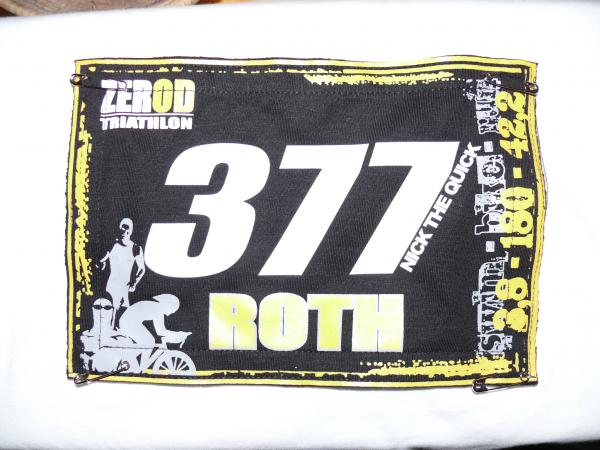 ZEROD
TRIATHLON
377
NICK THE QUICK
ROTH
swim - bike - run
3,8 - 180 - 42,2